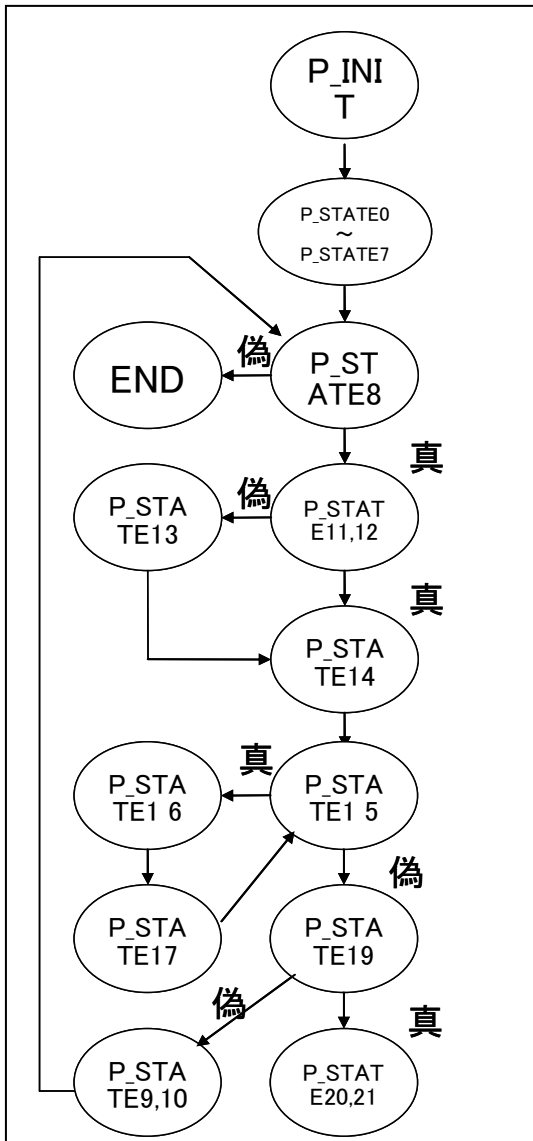 P_INI
T
P_STATE0
～
P_STATE7
偽
END
P_ST
ATE8
真
偽
P_STA
TE13
P_STAT
E11,12
真
P_STA
TE14
真
P_STA
TE1 6
P_STA
TE1 5
偽
P_STA
TE17
P_STA
TE19
偽
真
P_STA
TE9,10
P_STAT
E20,21